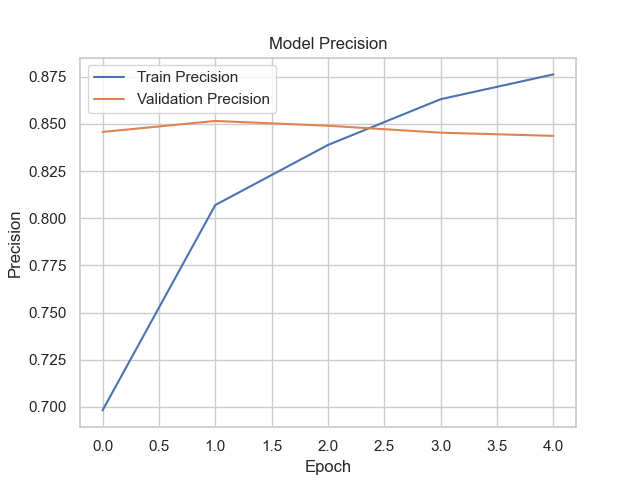 Model Precision
Train Precision
Validation Precision
0.875
0.850
0.825
0.800
0.775
0.750
0.725
0.700
Precision
0.0 0.5 1.0 1.5 2.0 2.5 3.0 3.5 4.0
Epoch